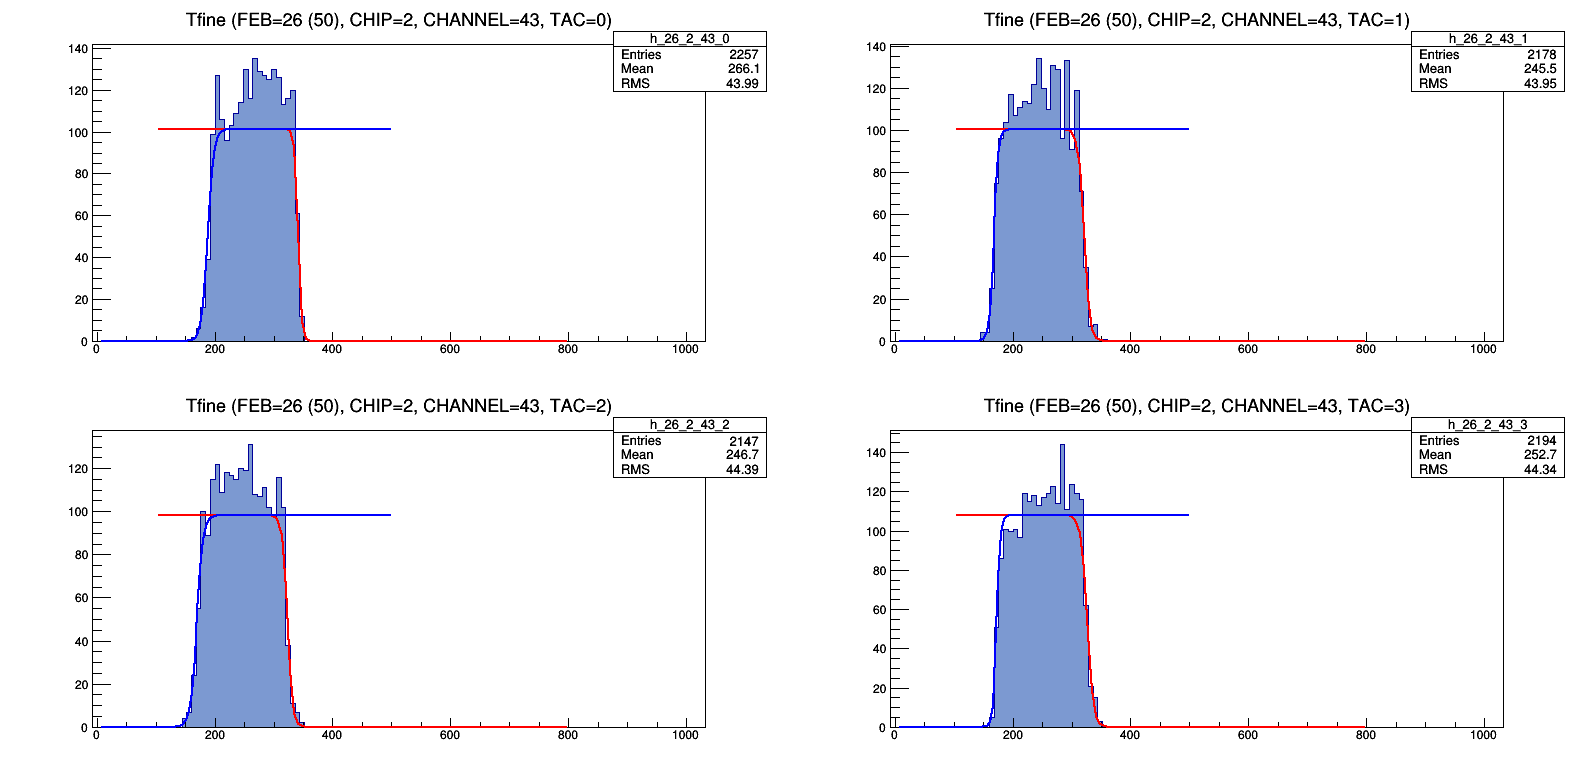 Tfine (FEB=26 (50), CHIP=2, CHANNEL=43, TAC=0)
h_26_2_43_0
Entries 2257
Mean 266.1
RMS 43.99
140
120
100
80
60
40
20
0
0 200 400 600 800 1000
Tfine (FEB=26 (50), CHIP=2, CHANNEL=43, TAC=1)
h_26_2_43_1
Entries 2178
Mean 245.5
RMS 43.95
140
120
100
80
60
40
20
0
0 200 400 600 800 1000
Tfine (FEB=26 (50), CHIP=2, CHANNEL=43, TAC=2)
h_26_2_43_2
Entries 2147
Mean 246.7
RMS 44.39
120
100
80
60
40
20
0
0 200 400 600 800 1000
Tfine (FEB=26 (50), CHIP=2, CHANNEL=43, TAC=3)
h_26_2_43_3
Entries 2194
Mean 252.7
RMS 44.34
140
120
100
80
60
40
20
0
0 200 400 600 800 1000